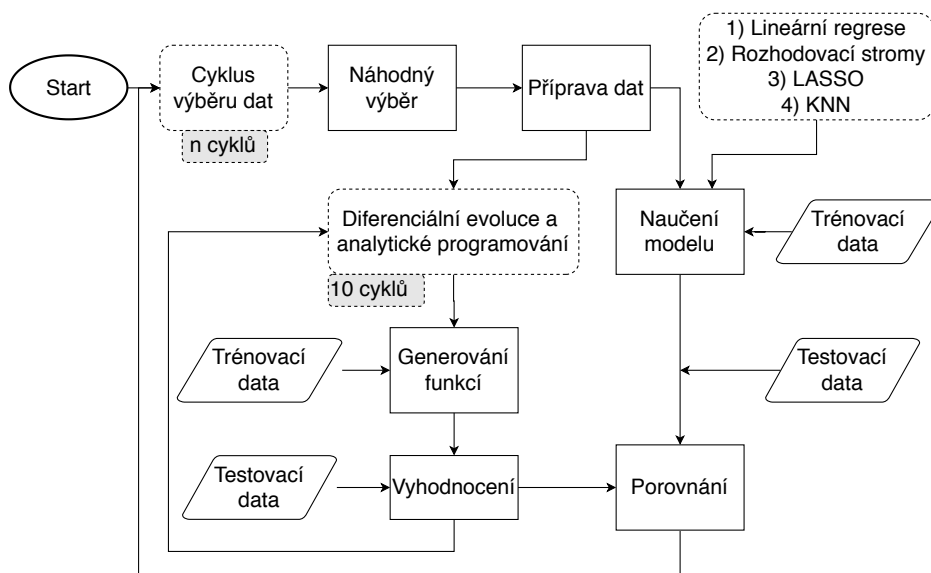 Start
Cyklus
výběru dat
n cyklů
Náhodný
výběr
Příprava dat
1) Lineární regrese
2) Rozhodovací stromy
3) LASSO
4) KNN
Diferenciální evoluce a
analytické programování
10 cyklů
Naučení
modelu
Trénovací
data
Trénovací
data
Generování
funkcí
Testovací
data
Testovací
data
Vyhodnocení
Porovnání